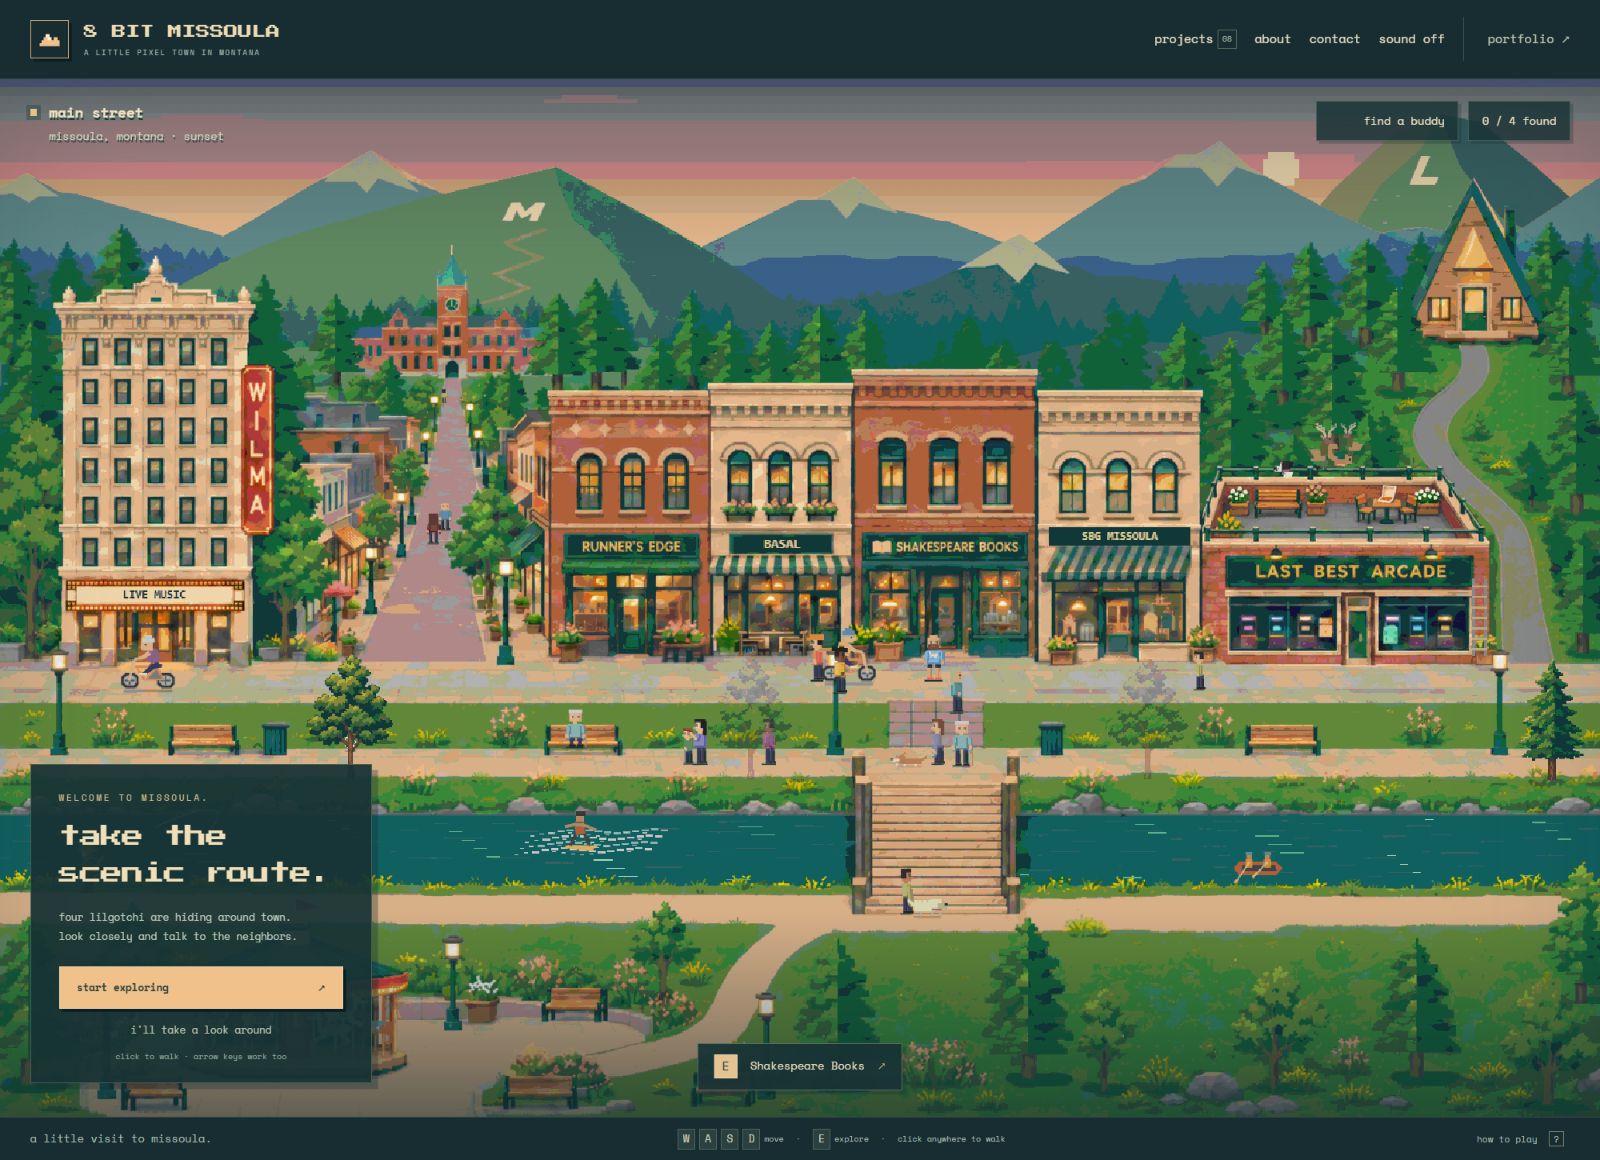 8 BIT MISSOULA
A LITTLE PIXEL TOWN IN MONTANA
projects 08
about
contact
sound off
portfolio ↗
main street
missoula, montana · sunset
find a buddy
0 / 4 found
M
L
WILMA
LIVE MUSIC
RUNNER'S EDGE
BASAL
SHAKESPEARE BOOKS
SBG MISSOULA
LAST BEST ARCADE
WELCOME TO MISSOULA.
take the
scenic route.
four lilgotchi are hiding around town.
look closely and talk to the neighbors.
start exploring ↗
i'll take a look around
click to walk · arrow keys work too
E Shakespeare Books ↗
a little visit to missoula.
W A S D move · E explore · click anywhere to walk
how to play ?